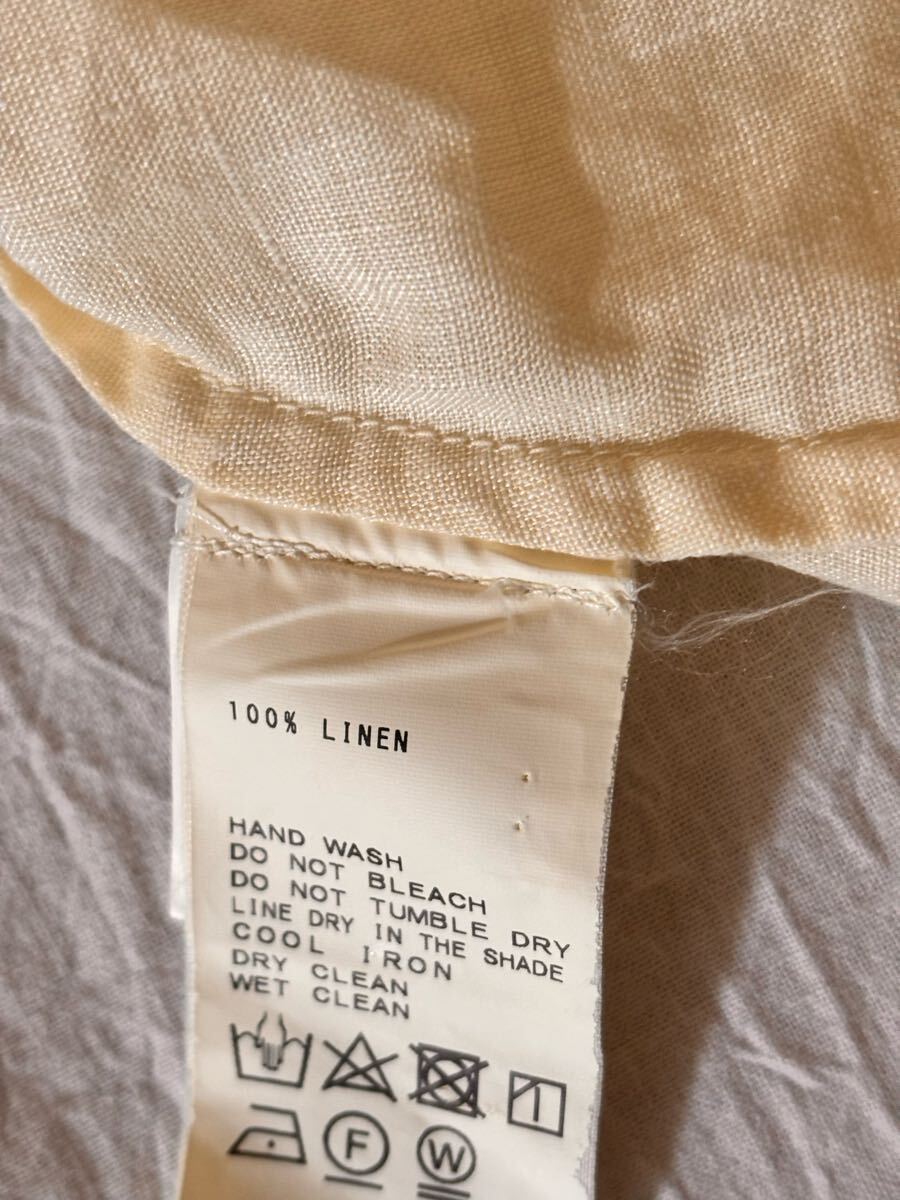 100% LINEN
HAND WASH
DO NOT BLEACH
DO NOT TUMBLE DRY
LINE DRY IN THE SHADE
COOL IRON
DRY CLEAN
WET CLEAN
F W